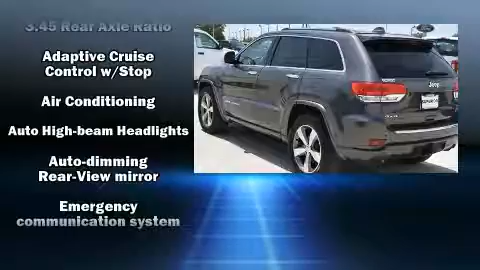 3.45 Rear Axle Ratio
Adaptive Cruise
Control w/Stop
Air Conditioning
Auto High-beam Headlights
Auto-dimming
Rear-View mirror
Emergency
communication system
Jeep